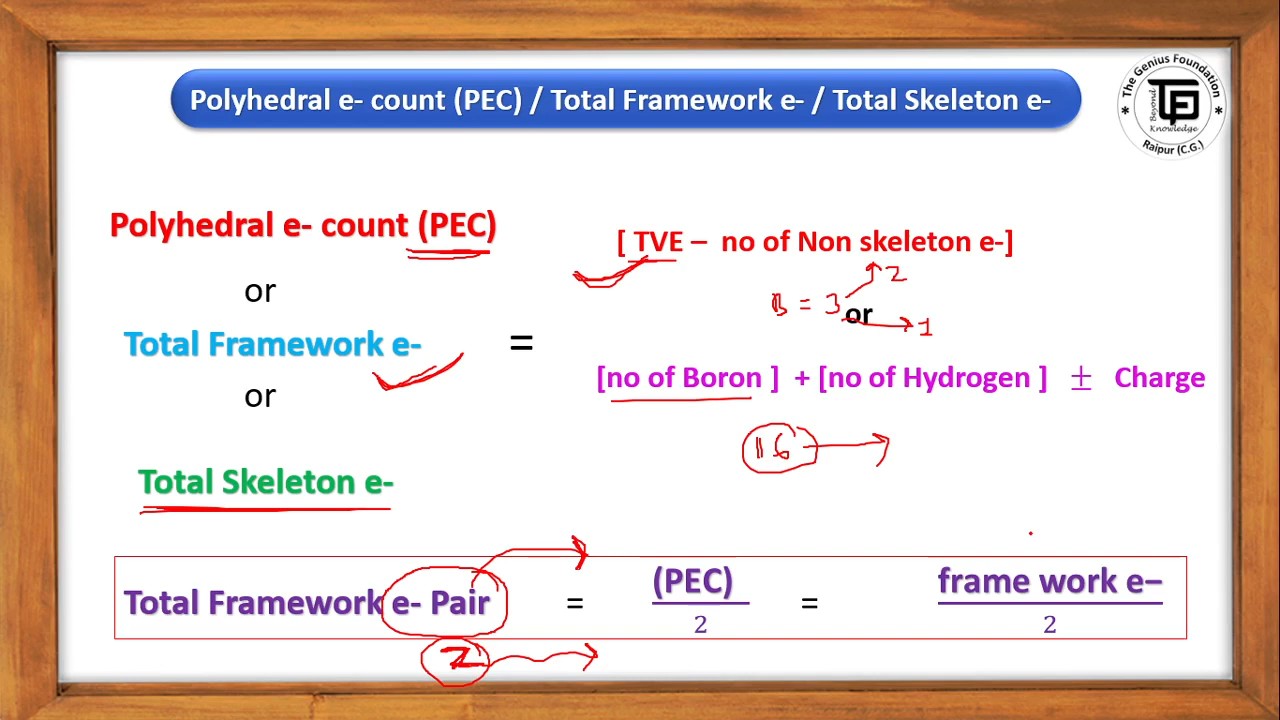 Polyhedral e- count (PEC) / Total Framework e- / Total Skeleton e-
The Genius Foundation
Beyond
Knowledge
Raipur (C.G.)
Polyhedral e- count (PEC)
or
Total Framework e-
or
Total Skeleton e-
=
[ TVE – no of Non skeleton e-]
B = 3
2
1
or
[no of Boron ] + [no of Hydrogen ] ± Charge
16
Total Framework e- Pair = (PEC) / 2 = frame work e– / 2
2